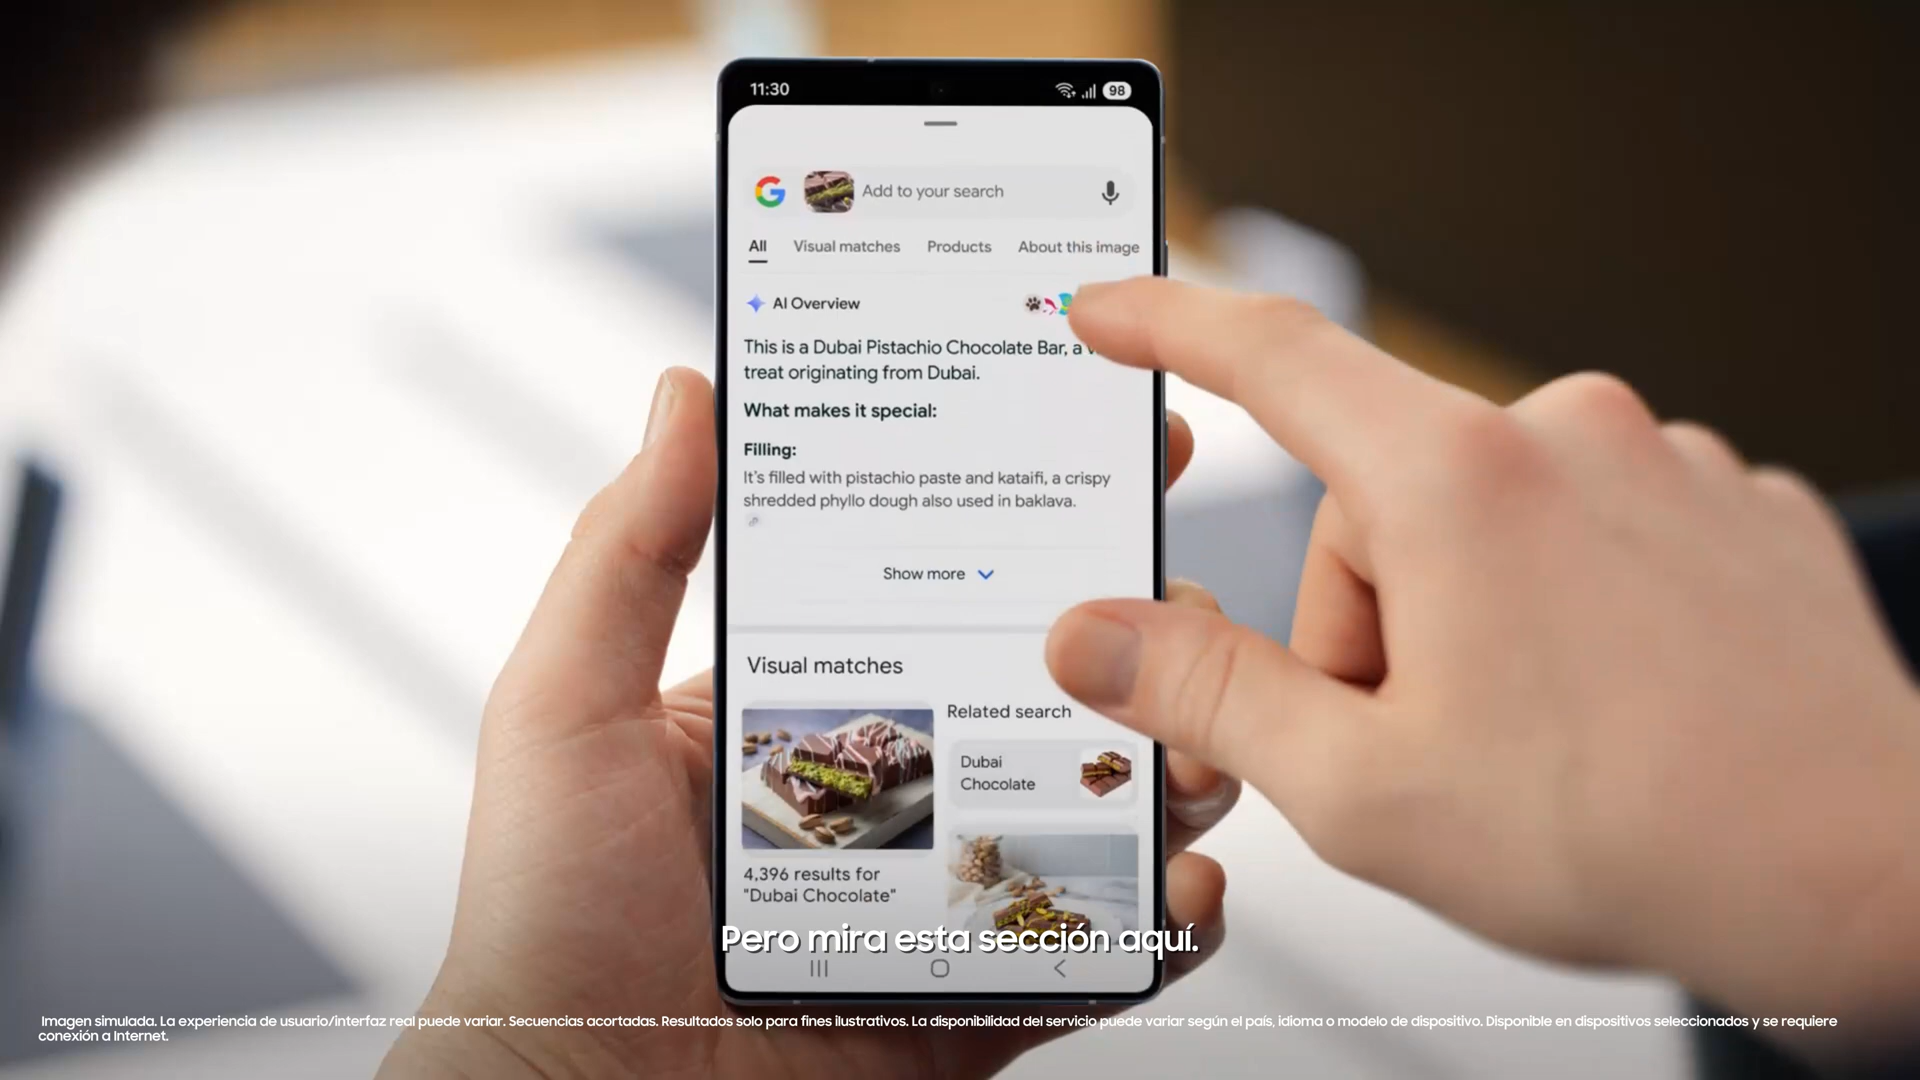 11:30
98
Add to your search
All Visual matches Products About this image
AI Overview
This is a Dubai Pistachio Chocolate Bar, a
treat originating from Dubai.
What makes it special:
Filling:
It's filled with pistachio paste and kataifi, a crispy
shredded phyllo dough also used in baklava.
Show more
Visual matches
Related search
Dubai
Chocolate
4,396 results for
"Dubai Chocolate"
Pero mira esta sección aquí.
Imagen simulada. La experiencia de usuario/interfaz real puede variar. Secuencias acortadas. Resultados solo para fines ilustrativos. La disponibilidad del servicio puede variar según el país, idioma o modelo de dispositivo. Disponible en dispositivos seleccionados y se requiere
conexión a Internet.